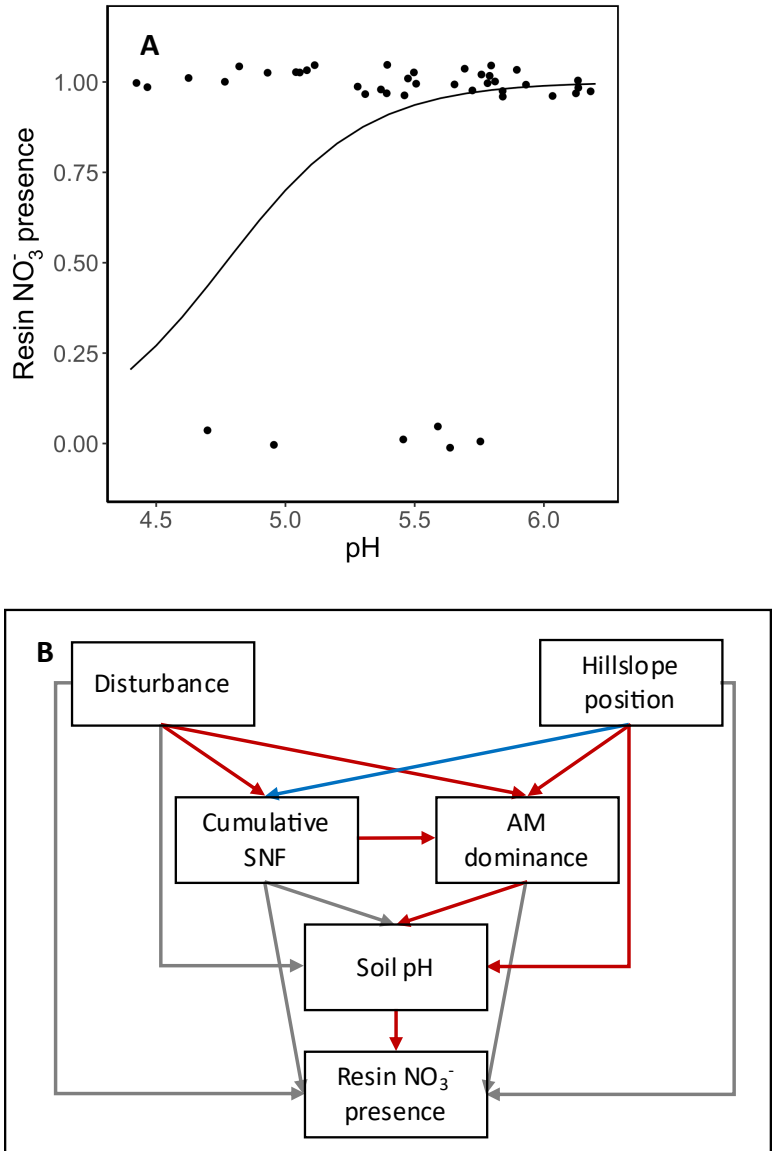 A
1.00
0.75
0.50
0.25
0.00
Resin NO₃⁻ presence
4.5 5.0 5.5 6.0
pH
B
Disturbance
Hillslope
position
Cumulative
SNF
AM
dominance
Soil pH
Resin NO₃⁻
presence